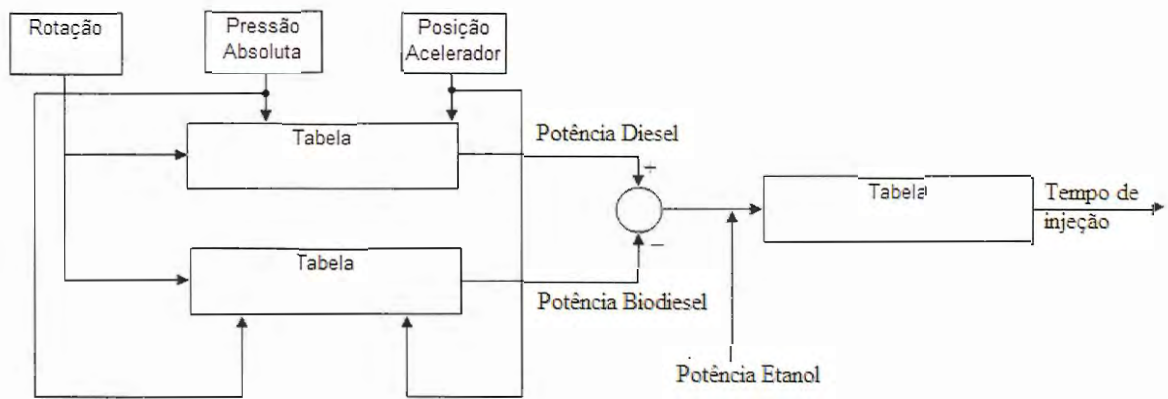 Rotação
Pressão
Absoluta
Posição
Acelerador
Tabela
Potência Diesel
+
Tabela
Tempo de
injeção
−
Tabela
Potência Biodiesel
Potência Etanol